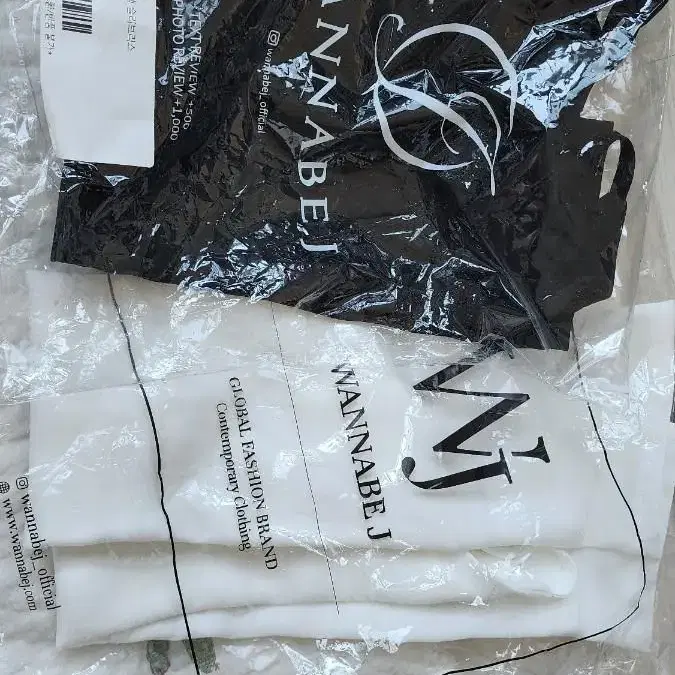 TEXT REVIEW +500
PHOTO REVIEW +1,000
wannabej_official
ANNABEJ
WJ
WANNABE J
GLOBAL FASHION BRAND
Contemporary Clothing
wannabej_official
www.wannabej.com